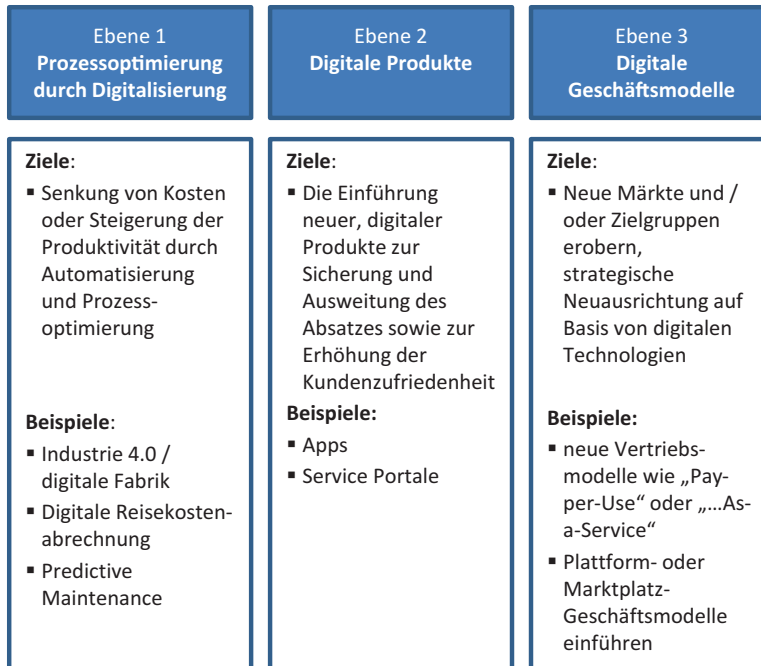 Ebene 1
Prozessoptimierung
durch Digitalisierung
Ziele:
▪ Senkung von Kosten
oder Steigerung der
Produktivität durch
Automatisierung
und Prozess-
optimierung
Beispiele:
▪ Industrie 4.0 /
digitale Fabrik
▪ Digitale Reisekosten-
abrechnung
▪ Predictive
Maintenance
Ebene 2
Digitale Produkte
Ziele:
▪ Die Einführung
neuer, digitaler
Produkte zur
Sicherung und
Ausweitung des
Absatzes sowie zur
Erhöhung der
Kundenzufriedenheit
Beispiele:
▪ Apps
▪ Service Portale
Ebene 3
Digitale
Geschäftsmodelle
Ziele:
▪ Neue Märkte und /
oder Zielgruppen
erobern,
strategische
Neuausrichtung auf
Basis von digitalen
Technologien
Beispiele:
▪ neue Vertriebs-
modelle wie „Pay-
per-Use“ oder „...As-
a-Service“
▪ Plattform- oder
Marktplatz-
Geschäftsmodelle
einführen